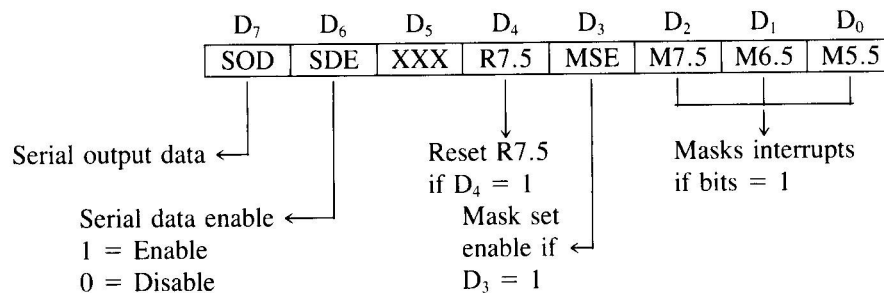 D₇ D₆ D₅ D₄ D₃ D₂ D₁ D₀
SOD SDE XXX R7.5 MSE M7.5 M6.5 M5.5
Serial output data
Reset R7.5
if D₄ = 1
Masks interrupts
if bits = 1
Serial data enable
1 = Enable
0 = Disable
Mask set
enable if
D₃ = 1